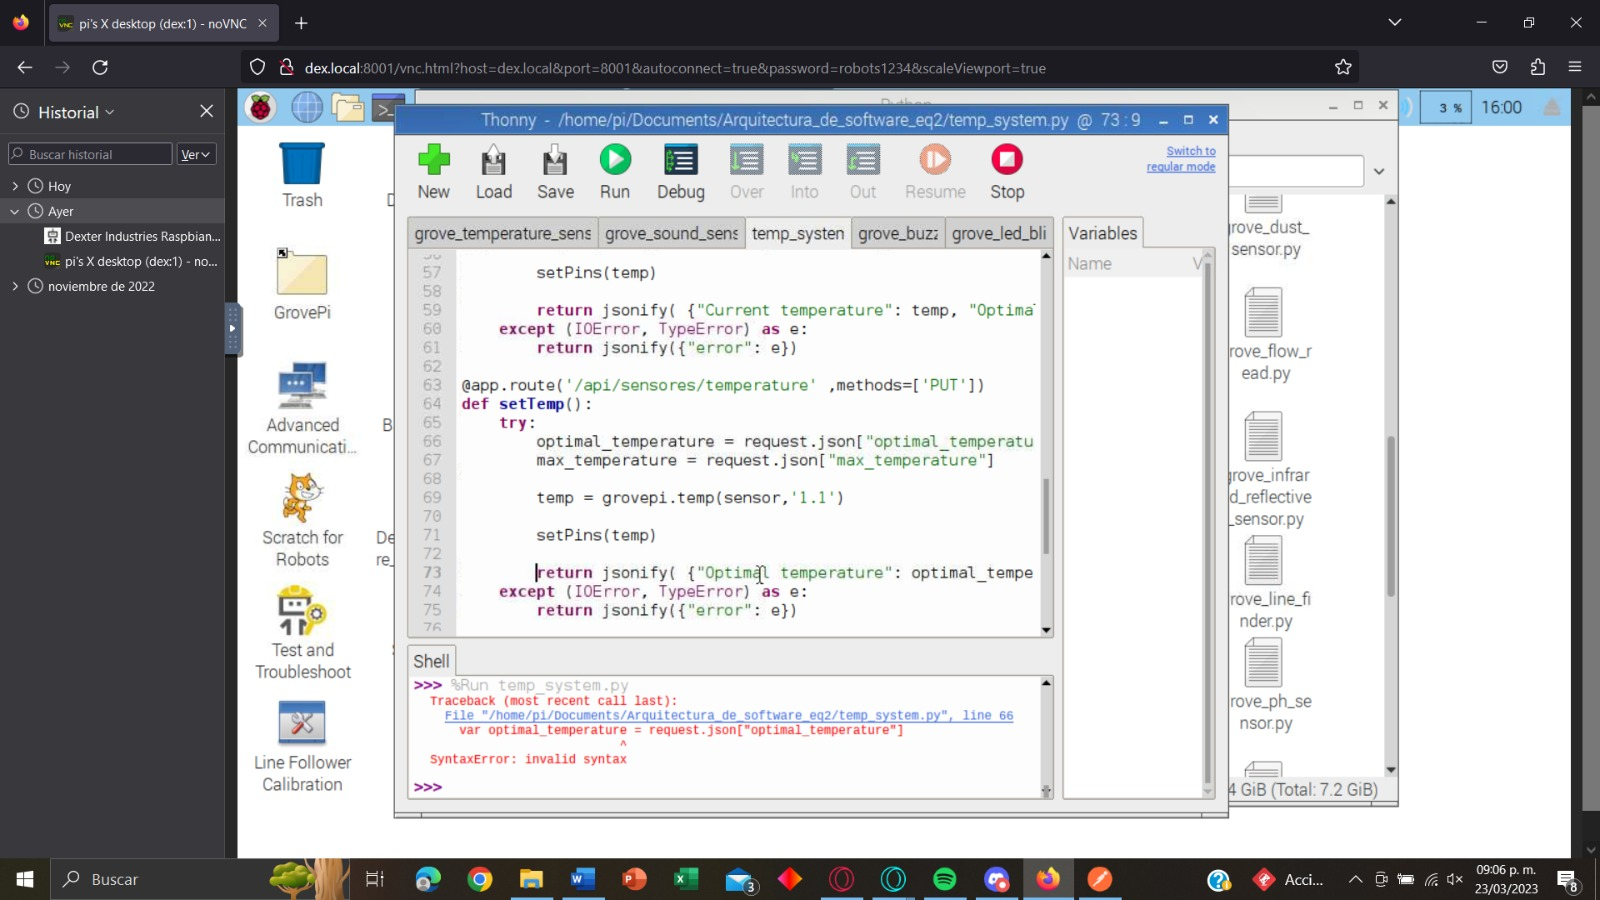 pi's X desktop (dex:1) - noVNC
dex.local:8001/vnc.html?host=dex.local&port=8001&autoconnect=true&password=robots1234&scaleViewport=true
Historial
Buscar historial
Ver
Hoy
Ayer
Dexter Industries Raspbian...
pi's X desktop (dex:1) - no...
noviembre de 2022
3 %
16:00
Trash
GrovePi
Advanced
Communicati...
Scratch for
Robots
Test and
Troubleshoot
Line Follower
Calibration
Python
Thonny - /home/pi/Documents/Arquitectura_de_software_eq2/temp_system.py @ 73 : 9
New
Load
Save
Run
Debug
Over
Into
Out
Resume
Stop
Switch to
regular mode
grove_temperature_sens
grove_sound_sens
temp_systen
grove_buzz
grove_led_bli
57 setPins(temp)
58
59 return jsonify( {"Current temperature": temp, "Optima
60 except (IOError, TypeError) as e:
61 return jsonify({"error": e})
62
63 @app.route('/api/sensores/temperature' ,methods=['PUT'])
64 def setTemp():
65 try:
66 optimal_temperature = request.json["optimal_temperatu
67 max_temperature = request.json["max_temperature"]
68
69 temp = grovepi.temp(sensor,'1.1')
70
71 setPins(temp)
72
73 return jsonify( {"Optimal temperature": optimal_tempe
74 except (IOError, TypeError) as e:
75 return jsonify({"error": e})
76
Variables
Name
V
Shell
>>> %Run temp_system.py
Traceback (most recent call last):
File "/home/pi/Documents/Arquitectura_de_software_eq2/temp_system.py", line 66
var optimal_temperature = request.json["optimal_temperature"]
^
SyntaxError: invalid syntax
>>>
grove_dust_
sensor.py
rove_flow_r
ead.py
grove_infrar
d_reflective
_sensor.py
rove_line_fi
nder.py
rove_ph_se
nsor.py
4 GiB (Total: 7.2 GiB)
Buscar
3
Acci...
09:06 p. m.
23/03/2023
8